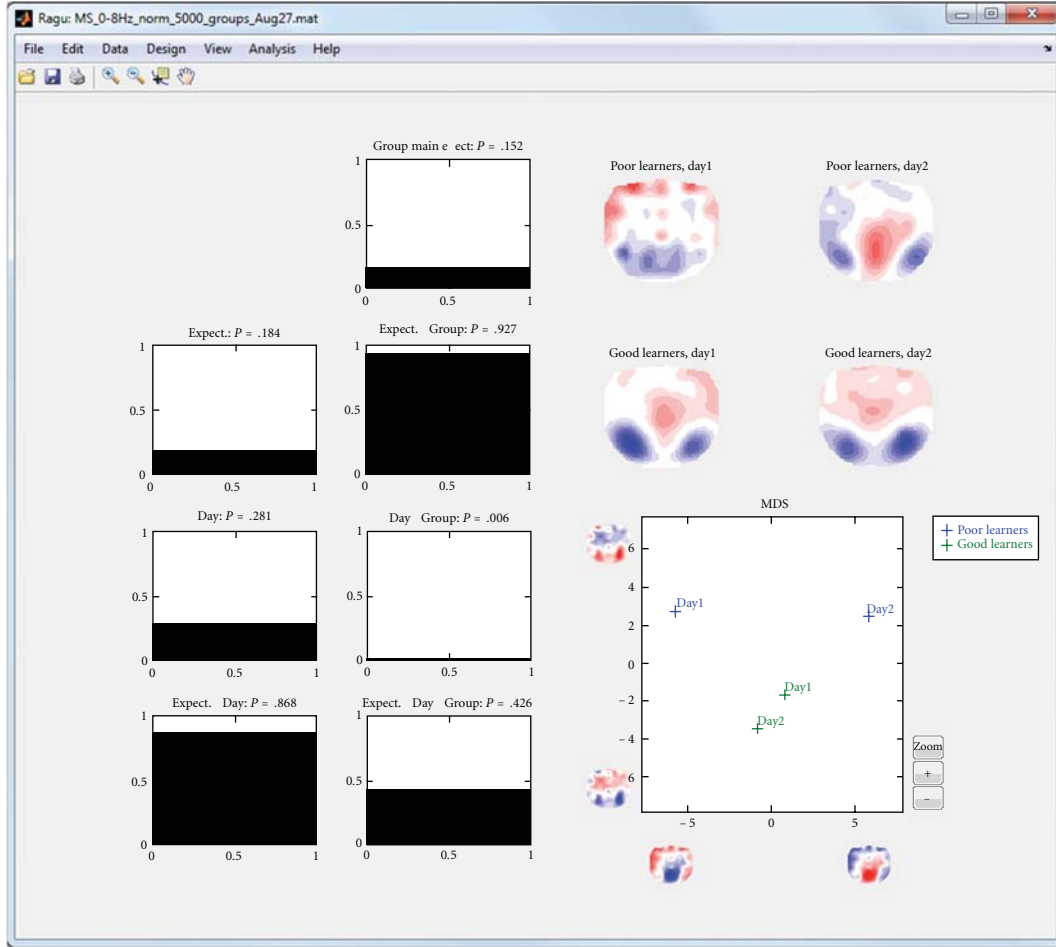 Ragu: MS_0-8Hz_norm_5000_groups_Aug27.mat
File Edit Data Design View Analysis Help
Group main e ect: P = .152
1
0.5
0
0 0.5 1
Poor learners, day1
Poor learners, day2
Expect.: P = .184
1
0.5
0
0 0.5 1
Expect. Group: P = .927
1
0.5
0
0 0.5 1
Good learners, day1
Good learners, day2
Day: P = .281
1
0.5
0
0 0.5 1
Day Group: P = .006
1
0.5
0
0 0.5 1
Expect. Day: P = .868
1
0.5
0
0 0.5 1
Expect. Day Group: P = .426
1
0.5
0
0 0.5 1
MDS
6
4
2
0
– 2
– 4
6
– 5 0 5
Day1
Day2
Day1
Day2
Poor learners
Good learners
Zoom
+
–